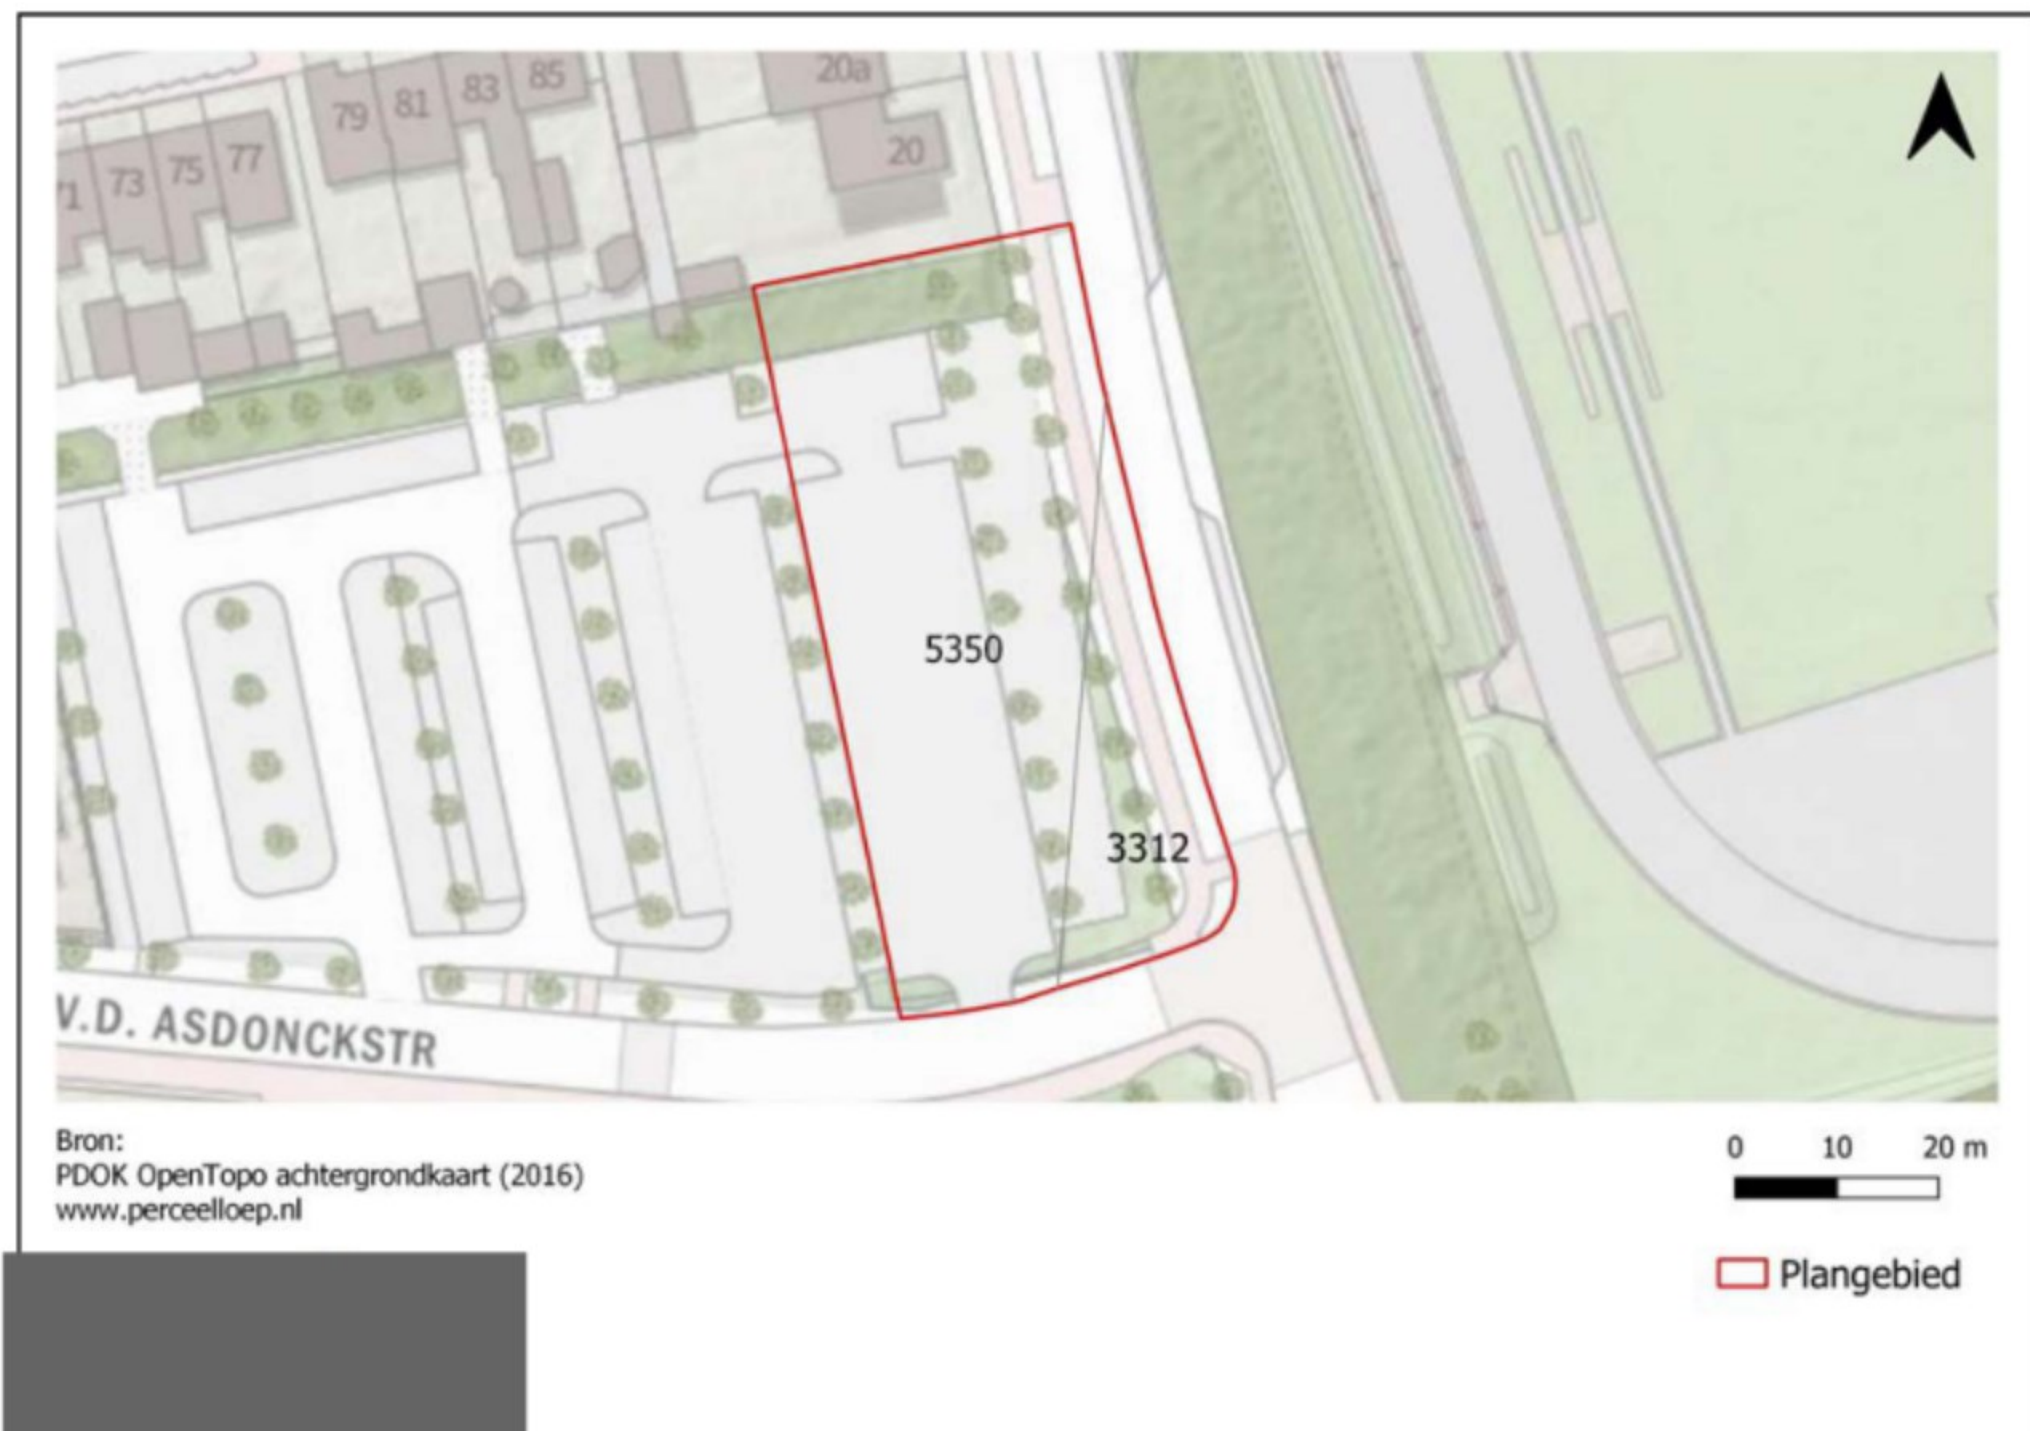 85
83
20a
81
79
20
77
75
73
71
5350
3312
V.D. ASDONCKSTR
Bron:
PDOK OpenTopo achtergrondkaart (2016)
www.perceelloep.nl
0 10 20 m
Plangebied